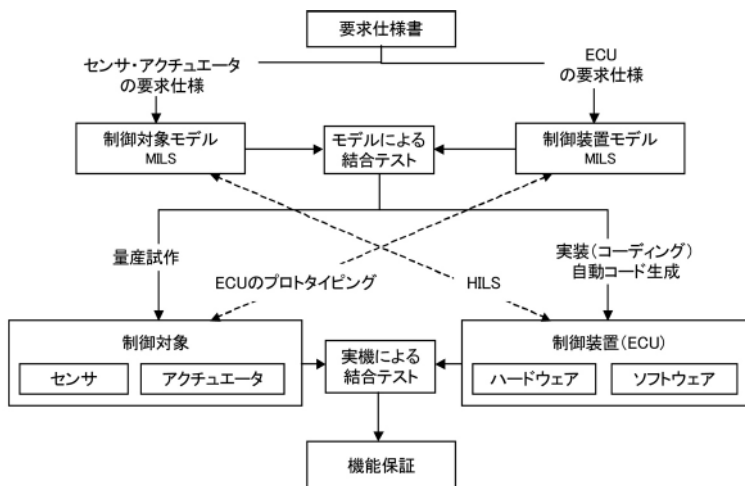 要求仕様書
センサ・アクチュエータ
の要求仕様
ECU
の要求仕様
制御対象モデル
MILS
モデルによる
結合テスト
制御装置モデル
MILS
量産試作
ECUのプロトタイピング
HILS
実装(コーディング)
自動コード生成
制御対象
センサ
アクチュエータ
実機による
結合テスト
制御装置(ECU)
ハードウェア
ソフトウェア
機能保証